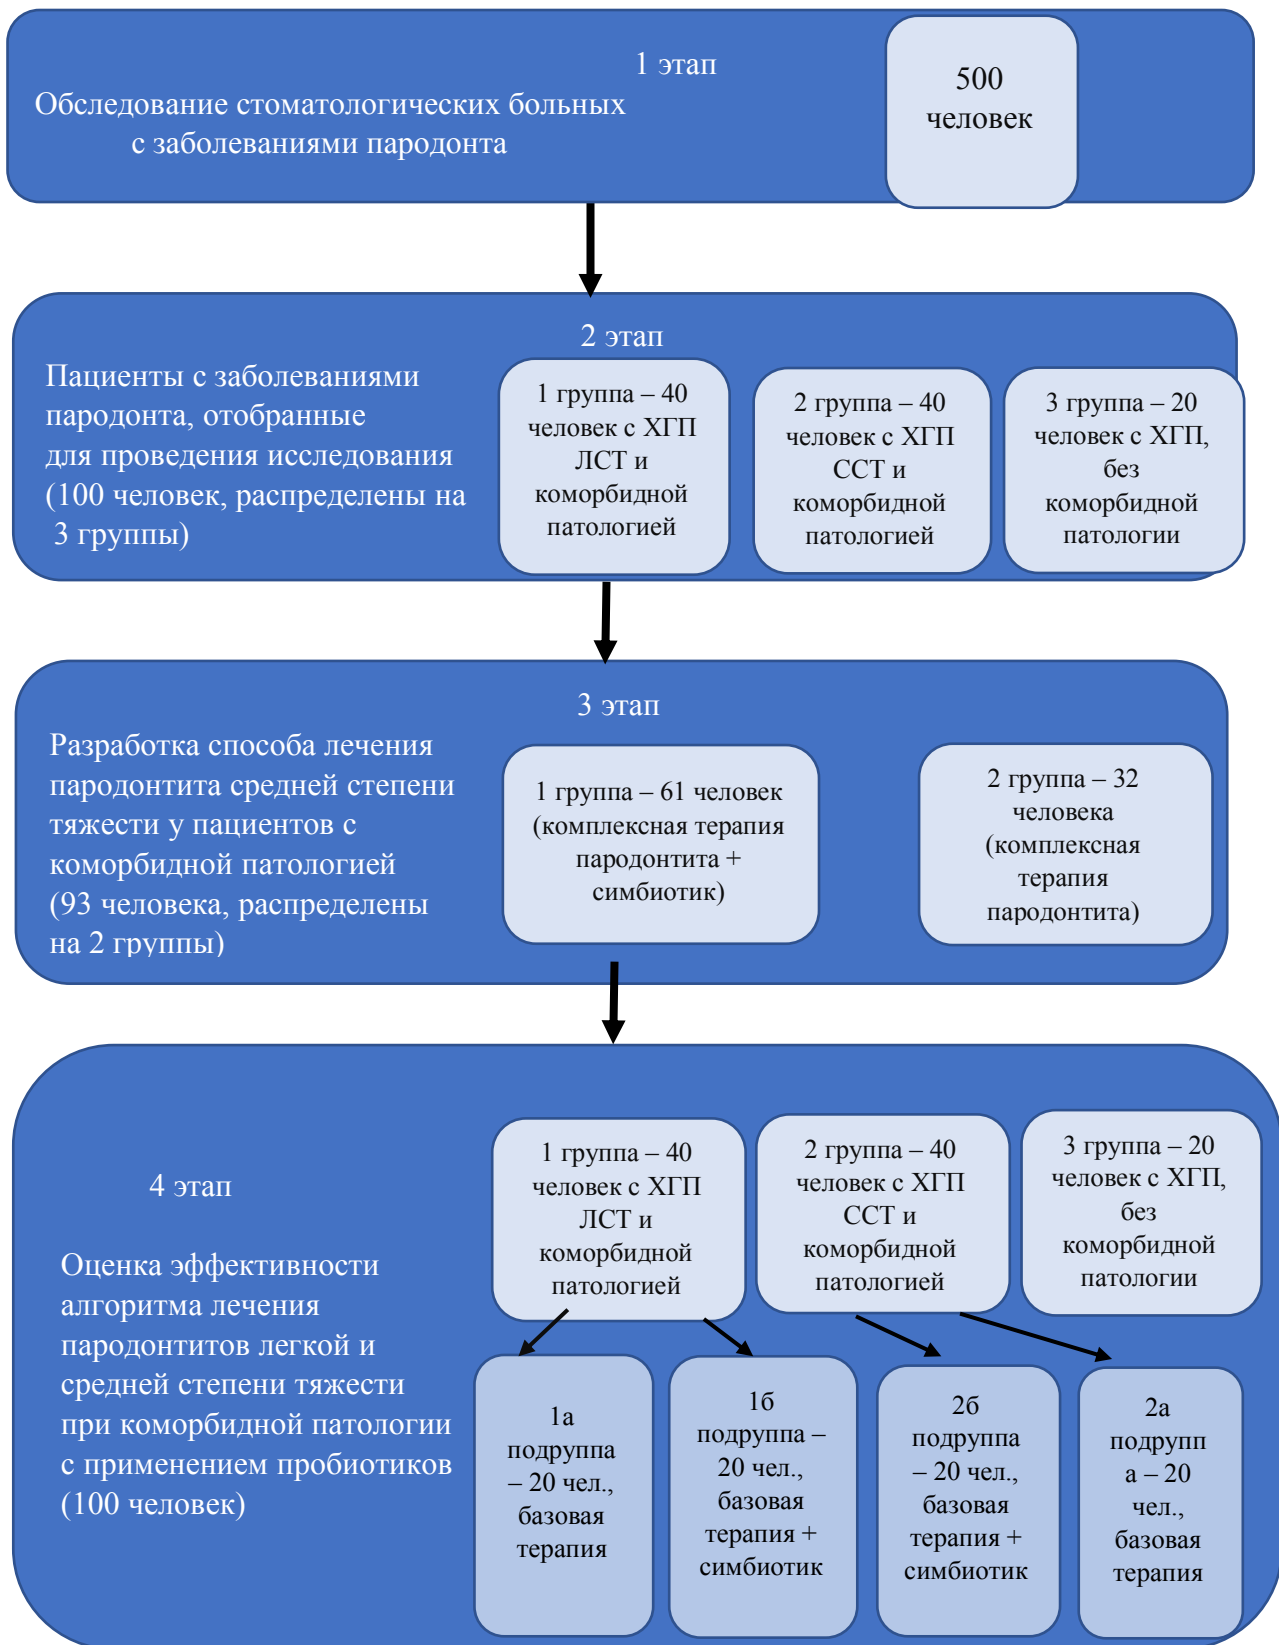 1 этап
Обследование стоматологических больных
с заболеваниями пародонта
500
человек
2 этап
Пациенты с заболеваниями
пародонта, отобранные
для проведения исследования
(100 человек, распределены на
3 группы)
1 группа – 40
человек с ХГП
ЛСТ и
коморбидной
патологией
2 группа – 40
человек с ХГП
ССТ и
коморбидной
патологией
3 группа – 20
человек с ХГП,
без
коморбидной
патологии
3 этап
Разработка способа лечения
пародонтита средней степени
тяжести у пациентов с
коморбидной патологией
(93 человека, распределены
на 2 группы)
1 группа – 61 человек
(комплексная терапия
пародонтита +
симбиотик)
2 группа – 32
человека
(комплексная
терапия
пародонтита)
4 этап
Оценка эффективности
алгоритма лечения
пародонтитов легкой и
средней степени тяжести
при коморбидной патологии
с применением пробиотиков
(100 человек)
1 группа – 40
человек с ХГП
ЛСТ и
коморбидной
патологией
2 группа – 40
человек с ХГП
ССТ и
коморбидной
патологией
3 группа – 20
человек с ХГП,
без
коморбидной
патологии
1а
подруппа
– 20 чел.,
базовая
терапия
1б
подруппа –
20 чел.,
базовая
терапия +
симбиотик
2б
подруппа
– 20 чел.,
базовая
терапия +
симбиотик
2а
подрупп
а – 20
чел.,
базовая
терапия